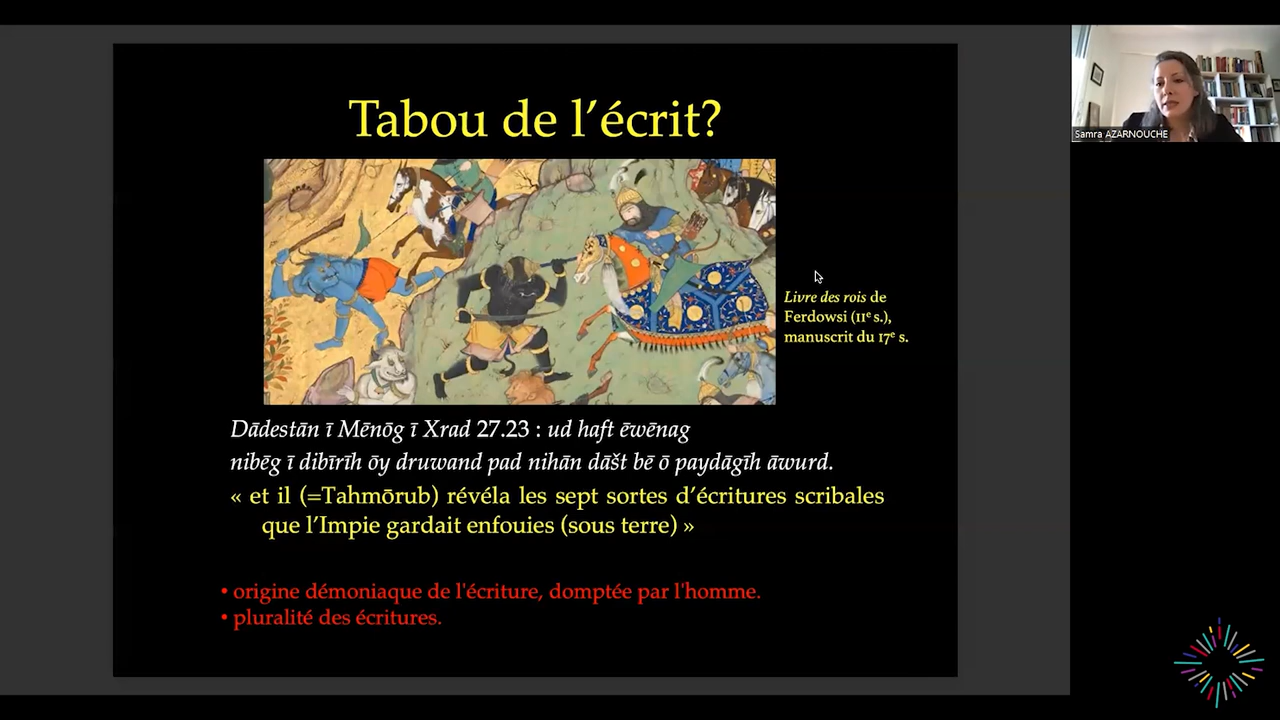 Tabou de l'écrit?
Livre des rois de
Ferdowsi (11ᵉ s.),
manuscrit du 17ᵉ s.
Dādestān ī Mēnōg ī Xrad 27.23 : ud haft ēwēnag
nibēg ī dibīrīh ōy druwand pad nihān dāšt bē ō paydāgīh āwurd.
« et il (=Tahmōrub) révéla les sept sortes d'écritures scribales
que l'Impie gardait enfouies (sous terre) »
• origine démoniaque de l'écriture, domptée par l'homme.
• pluralité des écritures.
Samra AZARNOUCHE